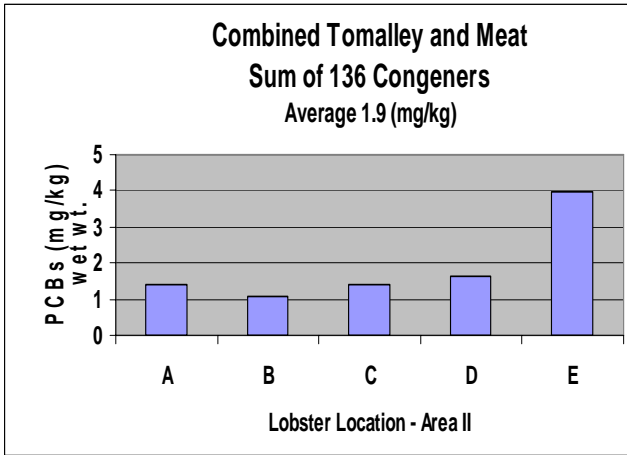 Combined Tomalley and Meat
Sum of 136 Congeners
Average 1.9 (mg/kg)
PCBs (mg/kg)
wet wt.
5
4
3
2
1
0
A B C D E
Lobster Location - Area II